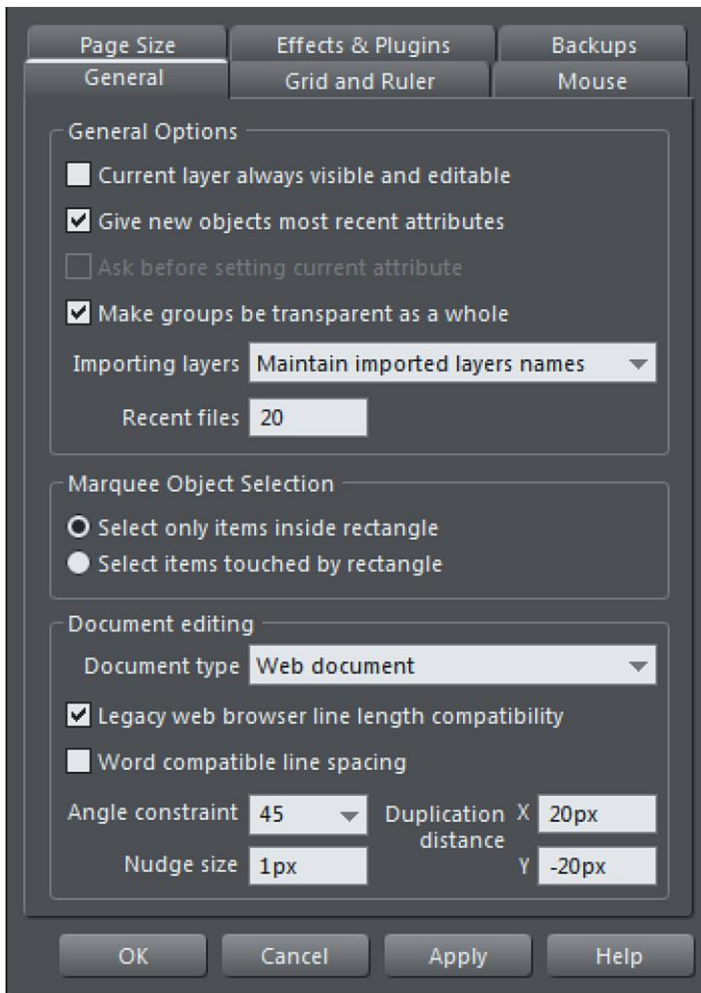 Page Size
Effects & Plugins
Backups
General
Grid and Ruler
Mouse
General Options
Current layer always visible and editable
Give new objects most recent attributes
Ask before setting current attribute
Make groups be transparent as a whole
Importing layers Maintain imported layers names
Recent files 20
Marquee Object Selection
Select only items inside rectangle
Select items touched by rectangle
Document editing
Document type Web document
Legacy web browser line length compatibility
Word compatible line spacing
Angle constraint 45
Duplication distance X 20px
Nudge size 1px
Y -20px
OK
Cancel
Apply
Help